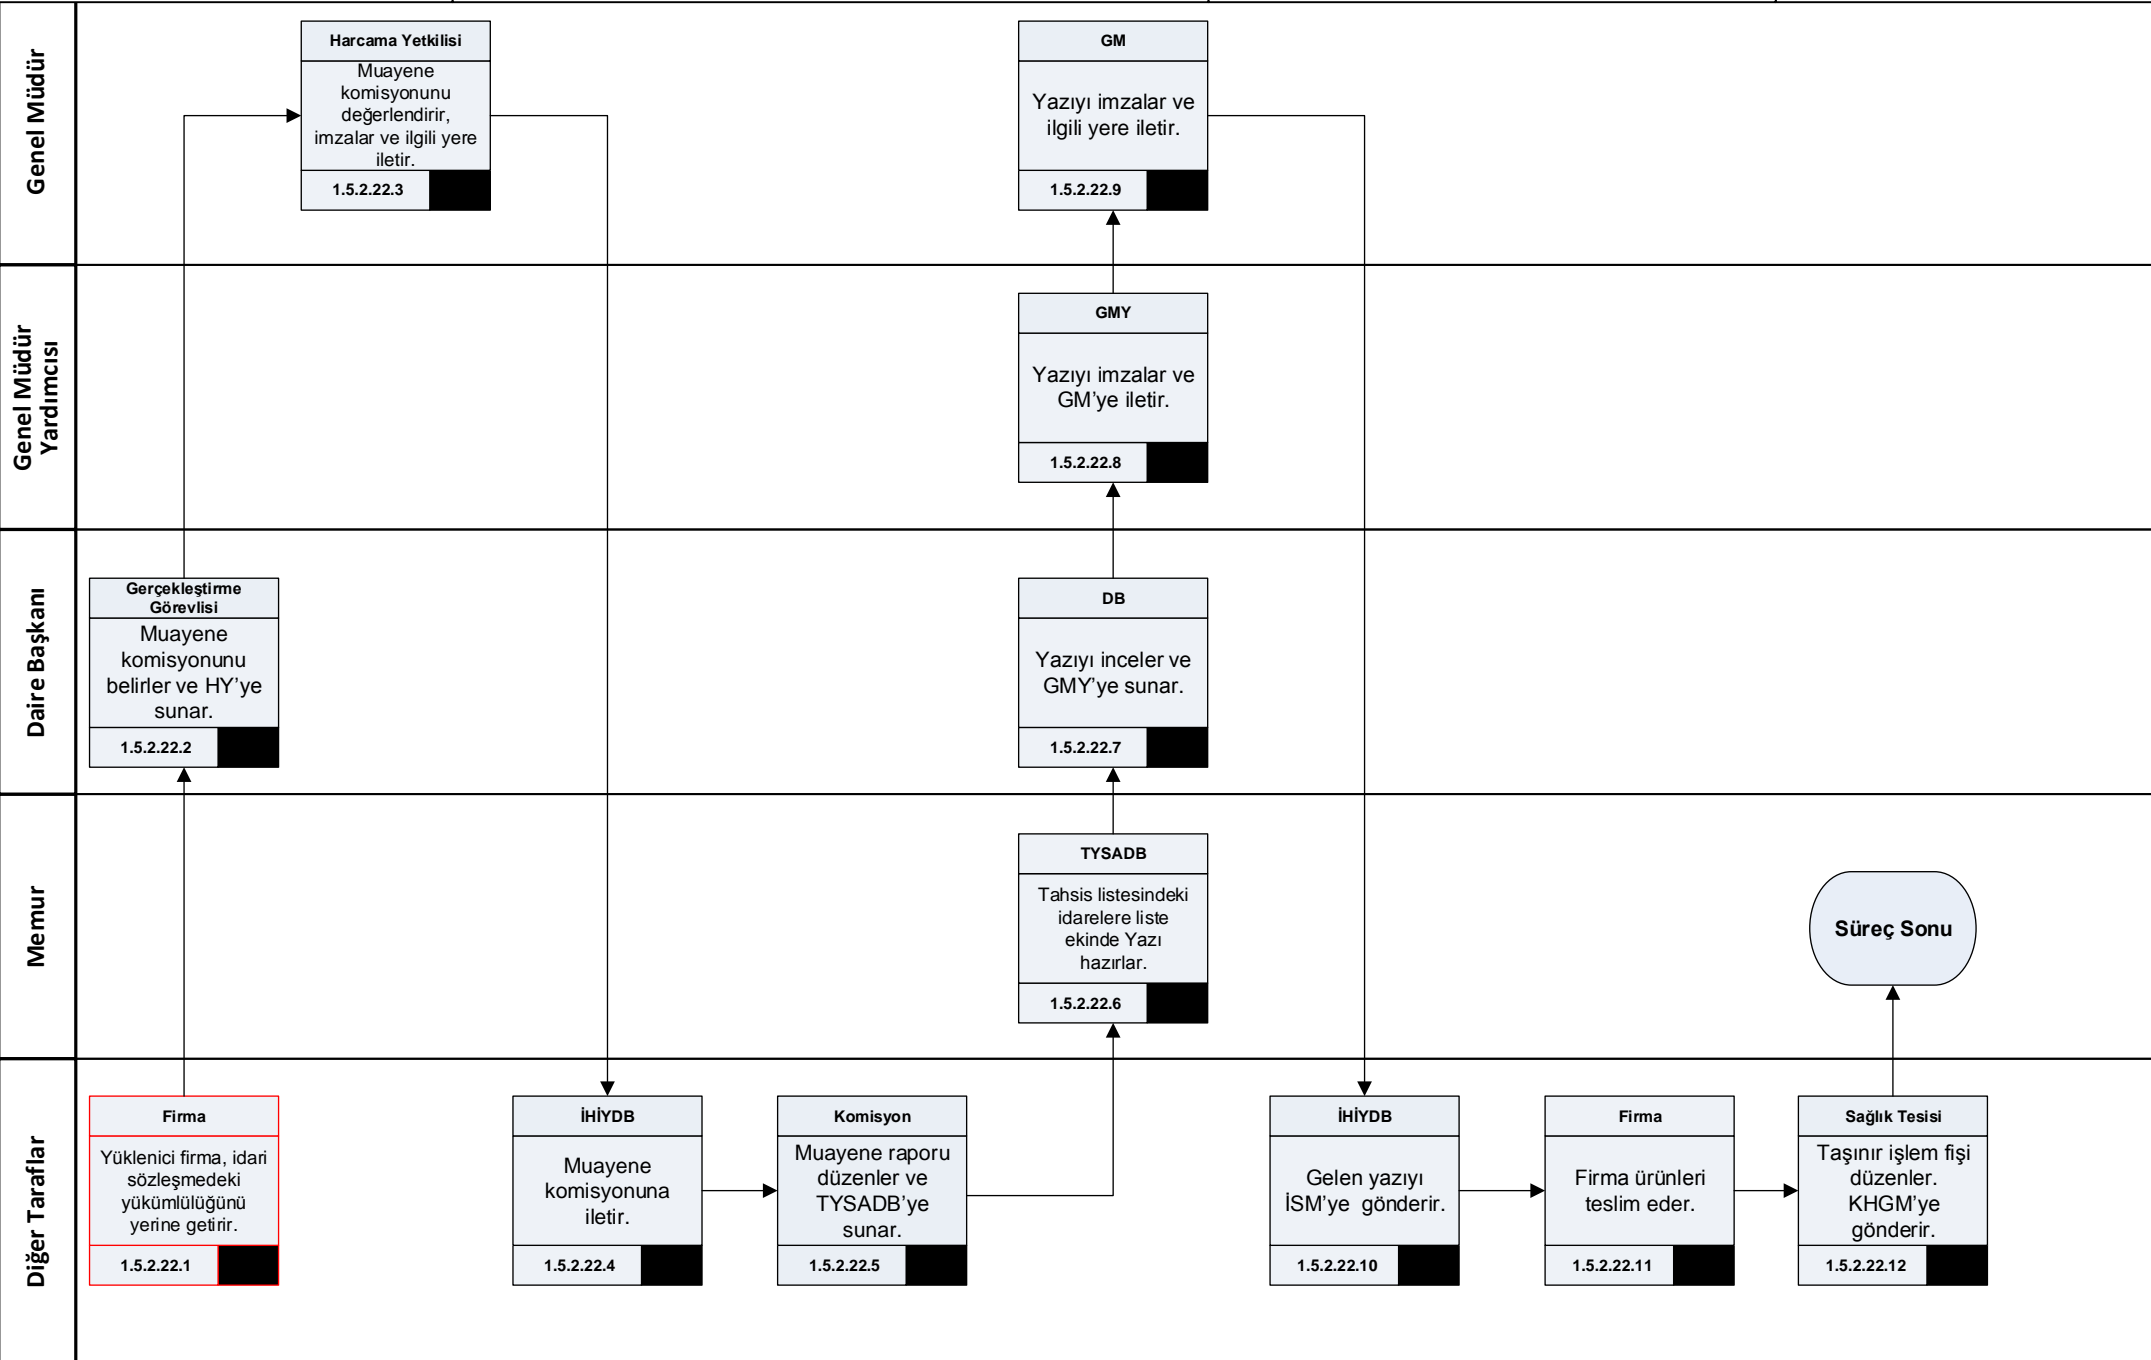 Genel Müdür
Harcama Yetkilisi
Muayene
komisyonunu
değerlendirir,
imzalar ve ilgili yere
iletir.
1.5.2.22.3
GM
Yazıyı imzalar ve
ilgili yere iletir.
1.5.2.22.9
Genel Müdür
Yardımcısı
GMY
Yazıyı imzalar ve
GM’ye iletir.
1.5.2.22.8
Daire Başkanı
Gerçekleştirme
Görevlisi
Muayene
komisyonunu
belirler ve HY’ye
sunar.
1.5.2.22.2
DB
Yazıyı inceler ve
GMY’ye sunar.
1.5.2.22.7
Memur
TYSADB
Tahsis listesindeki
idarelere liste
ekinde Yazı
hazırlar.
1.5.2.22.6
Süreç Sonu
Diğer Taraflar
Firma
Yüklenici firma, idari
sözleşmedeki
yükümlülüğünü
yerine getirir.
1.5.2.22.1
İHİYDB
Muayene
komisyonuna
iletir.
1.5.2.22.4
Komisyon
Muayene raporu
düzenler ve
TYSADB’ye
sunar.
1.5.2.22.5
İHİYDB
Gelen yazıyı
İSM’ye gönderir.
1.5.2.22.10
Firma
Firma ürünleri
teslim eder.
1.5.2.22.11
Sağlık Tesisi
Taşınır işlem fişi
düzenler.
KHGM’ye
gönderir.
1.5.2.22.12